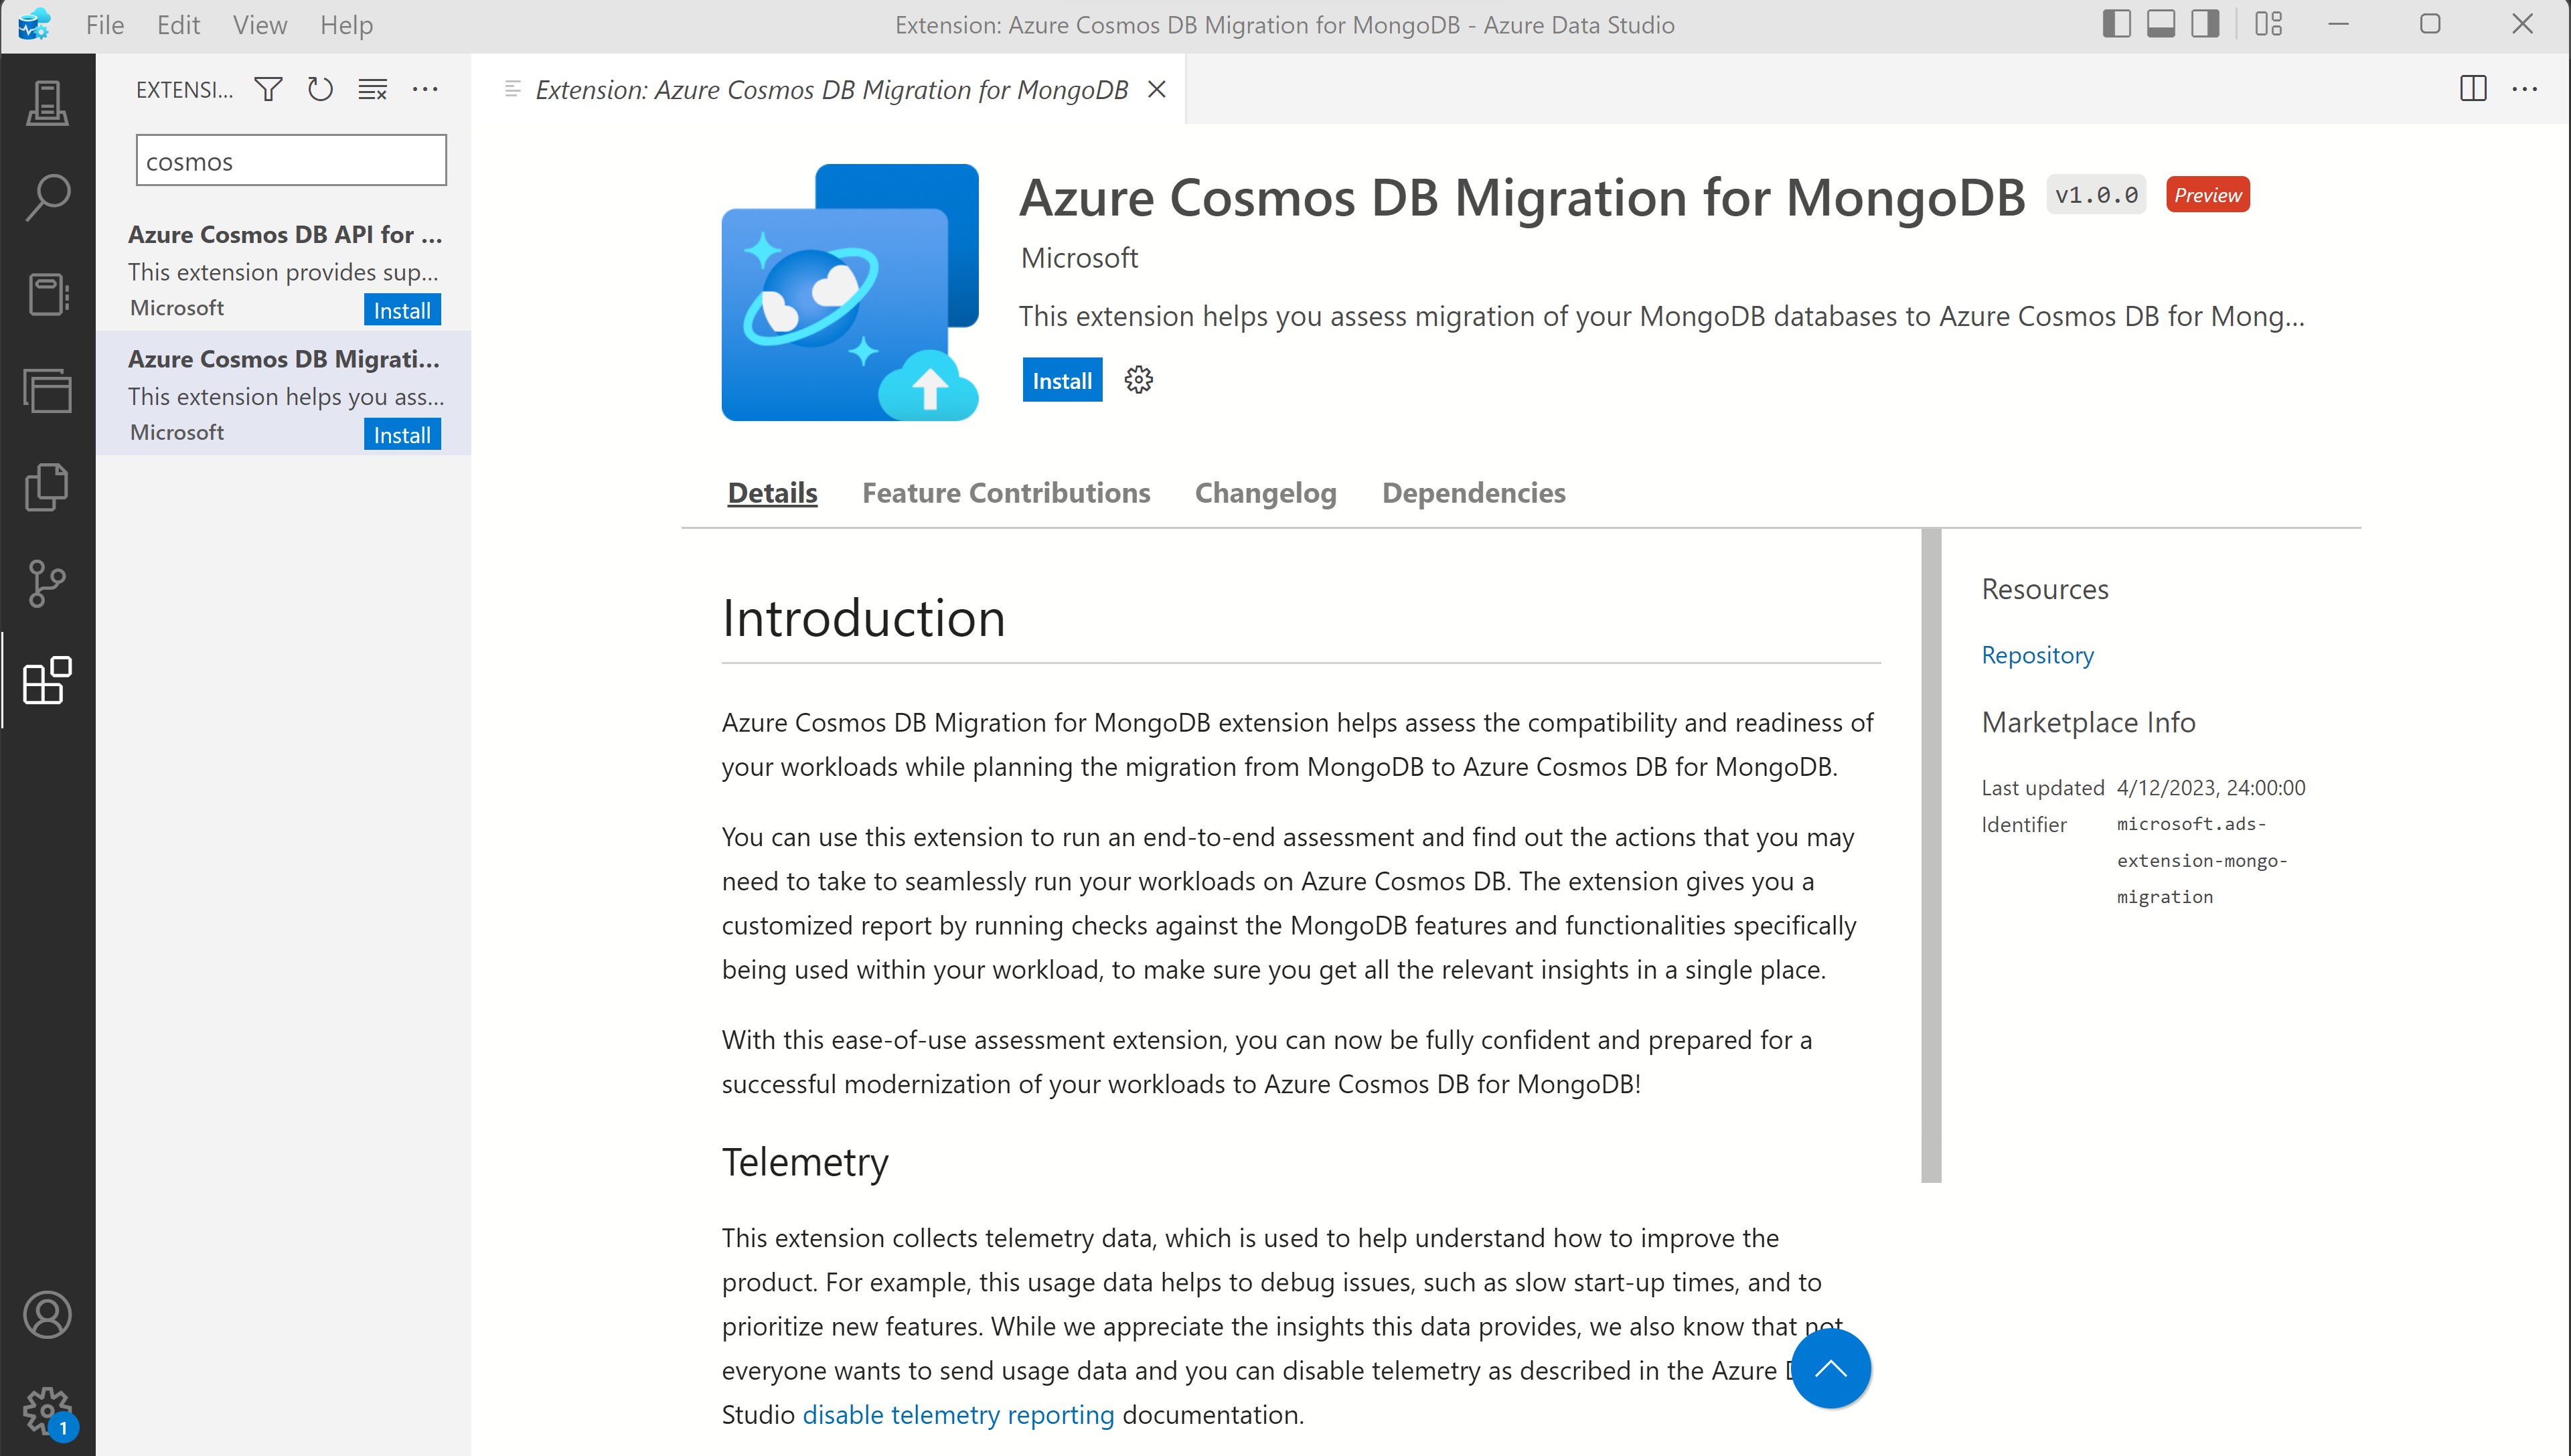 File Edit View Help
Extension: Azure Cosmos DB Migration for MongoDB - Azure Data Studio
EXTENSI...
cosmos
Azure Cosmos DB API for ...
This extension provides sup...
Microsoft
Install
Azure Cosmos DB Migrati...
This extension helps you ass...
Microsoft
Install
1
Extension: Azure Cosmos DB Migration for MongoDB
Azure Cosmos DB Migration for MongoDB v1.0.0 Preview
Microsoft
This extension helps you assess migration of your MongoDB databases to Azure Cosmos DB for Mong...
Install
Details Feature Contributions Changelog Dependencies
Introduction
Azure Cosmos DB Migration for MongoDB extension helps assess the compatibility and readiness of
your workloads while planning the migration from MongoDB to Azure Cosmos DB for MongoDB.
You can use this extension to run an end-to-end assessment and find out the actions that you may
need to take to seamlessly run your workloads on Azure Cosmos DB. The extension gives you a
customized report by running checks against the MongoDB features and functionalities specifically
being used within your workload, to make sure you get all the relevant insights in a single place.
With this ease-of-use assessment extension, you can now be fully confident and prepared for a
successful modernization of your workloads to Azure Cosmos DB for MongoDB!
Telemetry
This extension collects telemetry data, which is used to help understand how to improve the
product. For example, this usage data helps to debug issues, such as slow start-up times, and to
prioritize new features. While we appreciate the insights this data provides, we also know that not
everyone wants to send usage data and you can disable telemetry as described in the Azure
Studio disable telemetry reporting documentation.
Resources
Repository
Marketplace Info
Last updated 4/12/2023, 24:00:00
Identifier microsoft.ads-
extension-mongo-
migration